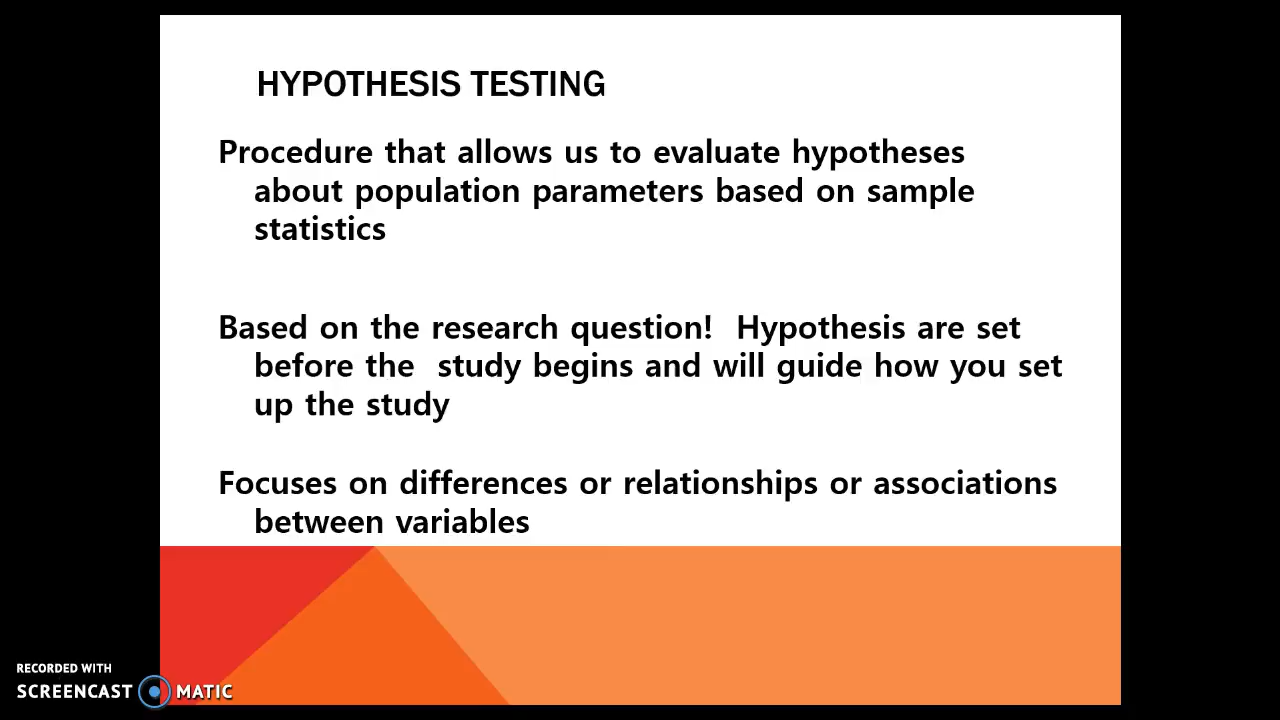 HYPOTHESIS TESTING
Procedure that allows us to evaluate hypotheses
about population parameters based on sample
statistics
Based on the research question!  Hypothesis are set
before the  study begins and will guide how you set
up the study
Focuses on differences or relationships or associations
between variables
RECORDED WITH
SCREENCAST MATIC